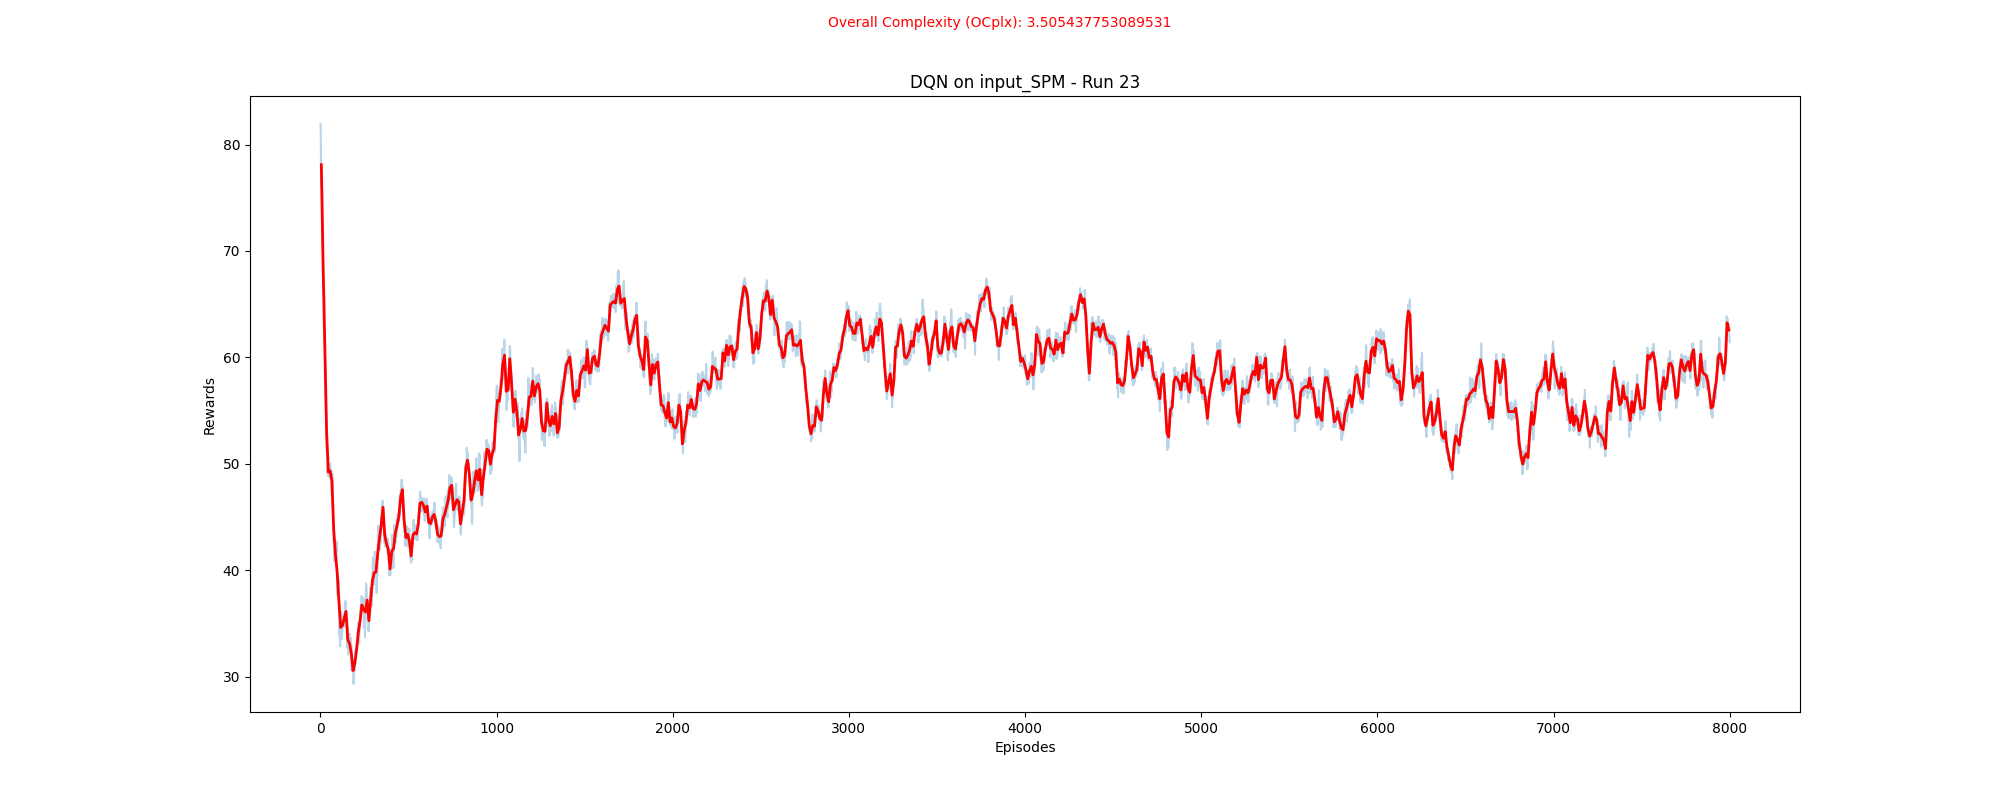 Overall Complexity (OCplx): 3.505437753089531
DQN on input_SPM - Run 23
Rewards
80
70
60
50
40
30
0 1000 2000 3000 4000 5000 6000 7000 8000
Episodes